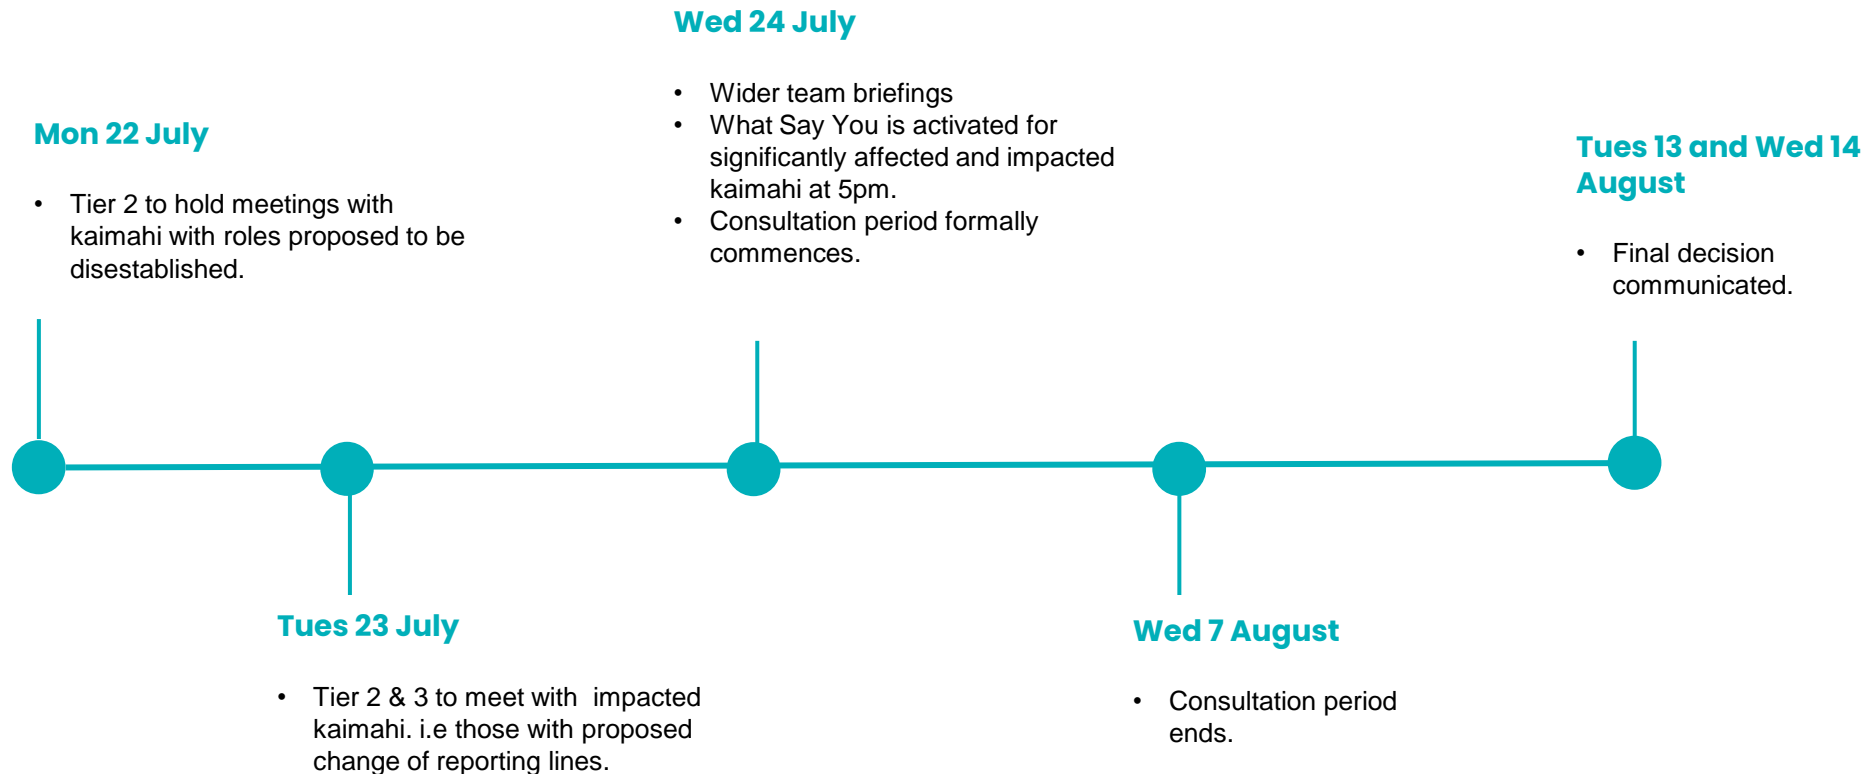 Mon 22 July
• Tier 2 to hold meetings with
kaimahi with roles proposed to be
disestablished.
Tues 23 July
• Tier 2 & 3 to meet with  impacted
kaimahi. i.e those with proposed
change of reporting lines.
Wed 24 July
• Wider team briefings
• What Say You is activated for
significantly affected and impacted
kaimahi at 5pm.
• Consultation period formally
commences.
Wed 7 August
• Consultation period
ends.
Tues 13 and Wed 14
August
• Final decision
communicated.